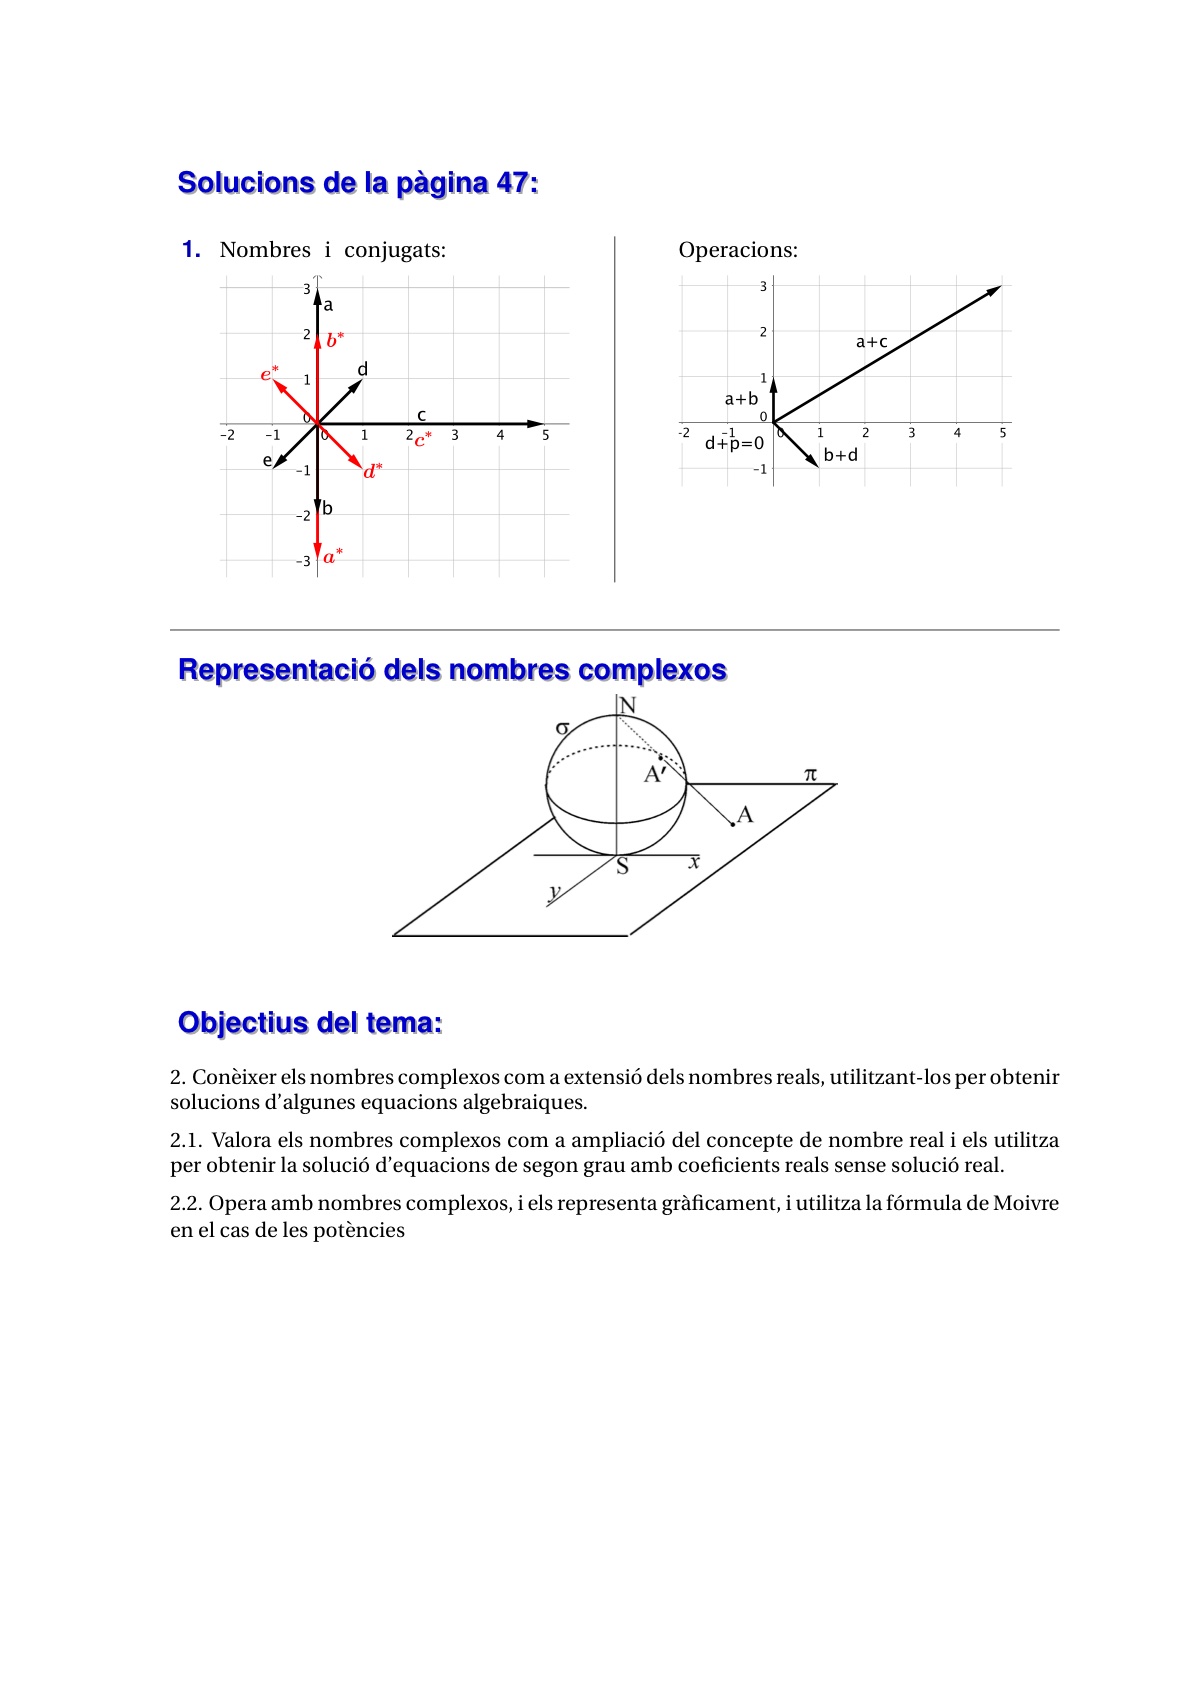 Solucions de la pàgina 47:
1. Nombres i conjugats:
3
a
2
b*
e*
1
d
0
c
-2 -1 0 1 2 c* 3 4 5
e
-1
d*
-2
b
-3
a*
Operacions:
3
2
a+c
1
a+b
0
-2 -1 0 1 2 3 4 5
d+p=0
b+d
-1
Representació dels nombres complexos
N
σ
A′
π
A
S
x
y
Objectius del tema:
2. Conèixer els nombres complexos com a extensió dels nombres reals, utilitzant-los per obtenir
solucions d’algunes equacions algebraiques.
2.1. Valora els nombres complexos com a ampliació del concepte de nombre real i els utilitza
per obtenir la solució d’equacions de segon grau amb coeficients reals sense solució real.
2.2. Opera amb nombres complexos, i els representa gràficament, i utilitza la fórmula de Moivre
en el cas de les potències